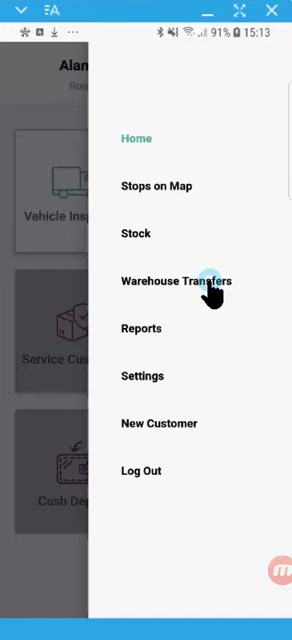 91% 15:13
Alan
Rou
Home
Stops on Map
Vehicle Insp
Stock
Warehouse Transfers
Reports
Service Cus
Settings
New Customer
Log Out
Cash De